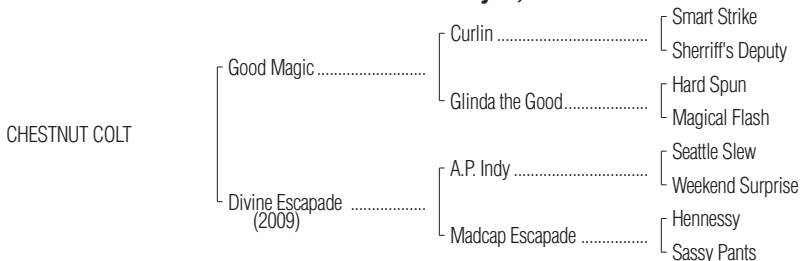 Smart Strike
Curlin ..........................................
Sherriff's Deputy
Good Magic ..............................
Hard Spun
Glinda the Good.......................
Magical Flash
CHESTNUT COLT
Seattle Slew
A.P. Indy .....................................
Weekend Surprise
Divine Escapade .....................
(2009)
Hennessy
Madcap Escapade ..................
Sassy Pants